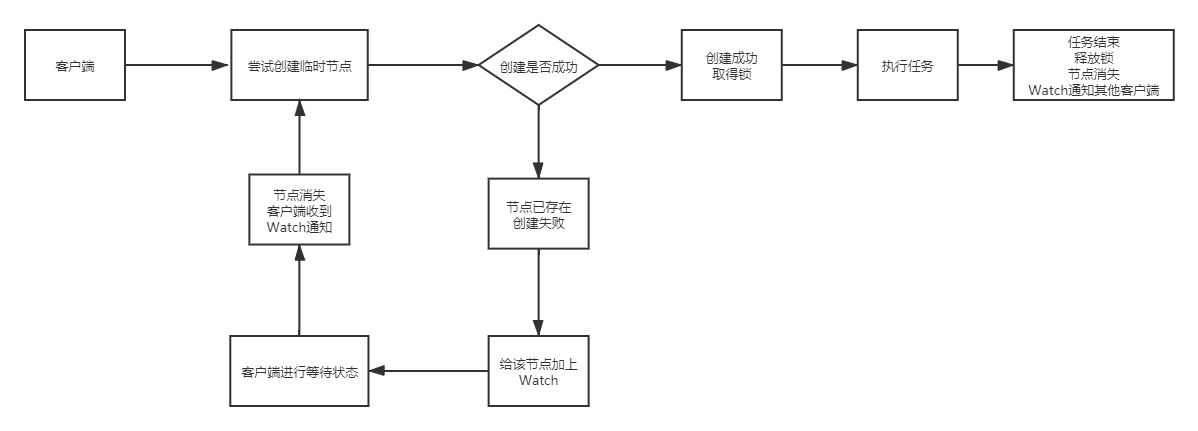 客户端
尝试创建临时节点
创建是否成功
创建成功
取得锁
执行任务
任务结束
释放锁
节点消失
Watch通知其他客户端
节点消失
客户端收到
Watch通知
节点已存在
创建失败
客户端进行等待状态
给该节点加上
Watch